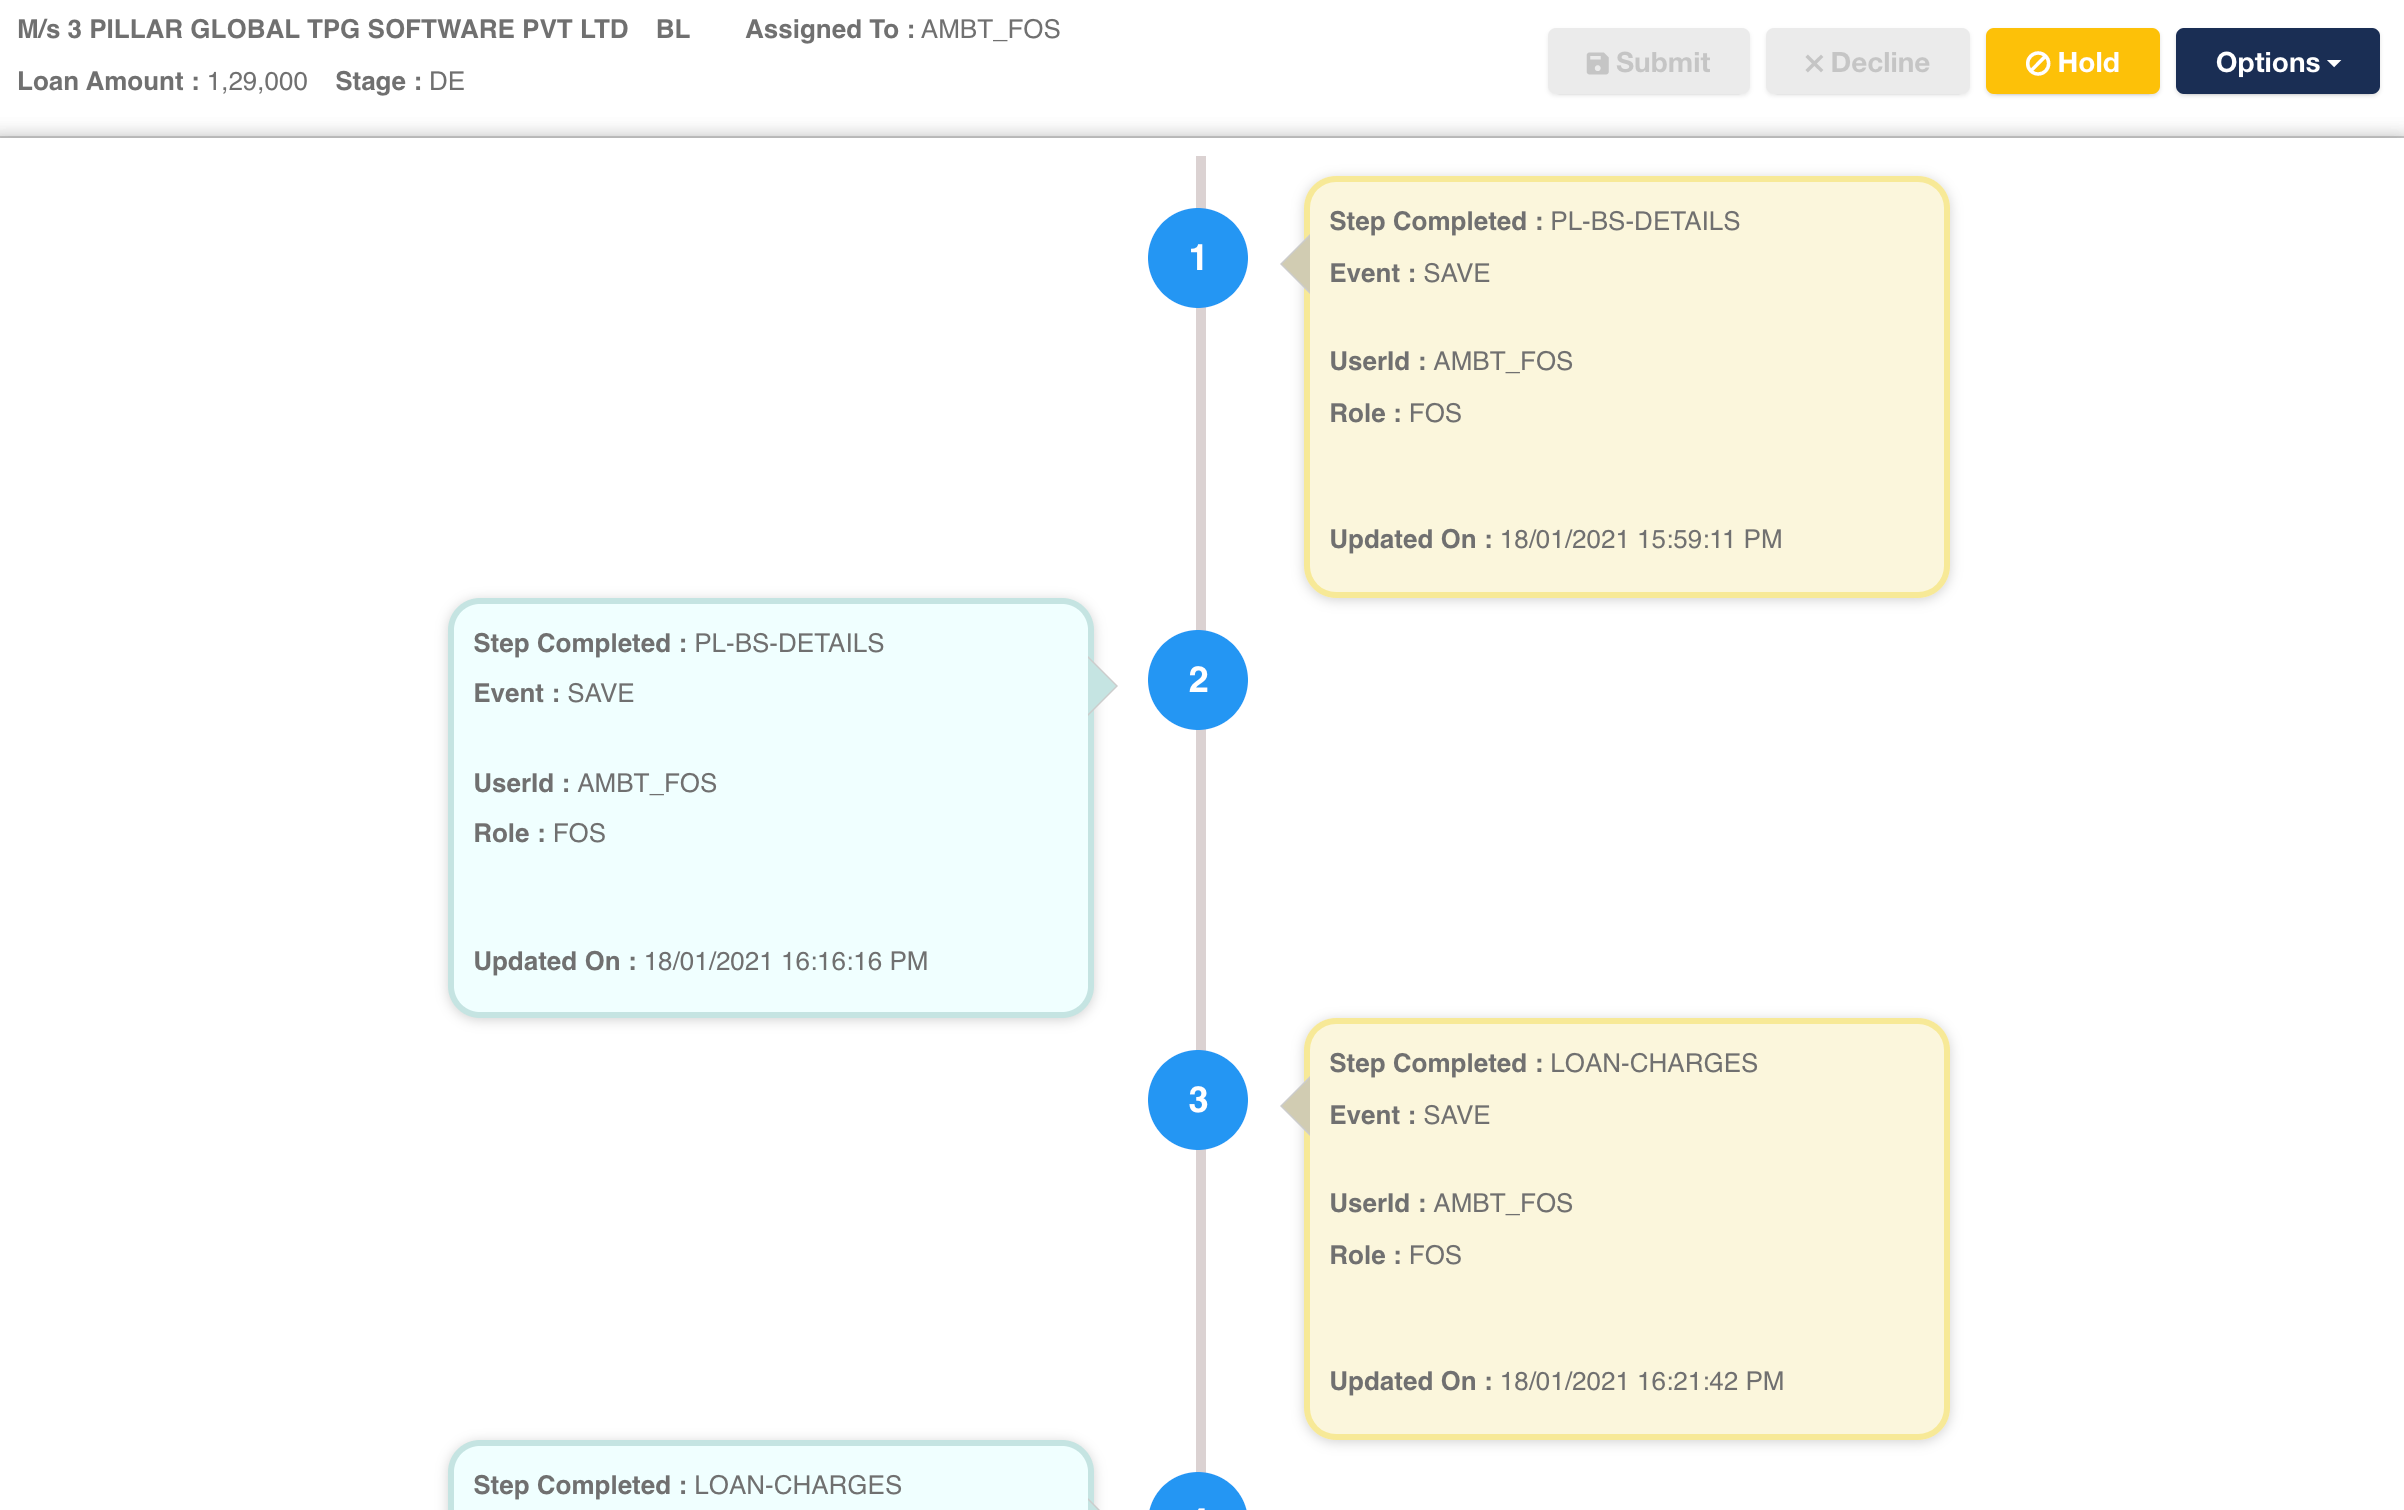 M/s 3 PILLAR GLOBAL TPG SOFTWARE PVT LTD BL Assigned To : AMBT_FOS
Loan Amount : 1,29,000 Stage : DE
Submit
Decline
Hold
Options
1
Step Completed : PL-BS-DETAILS
Event : SAVE
UserId : AMBT_FOS
Role : FOS
Updated On : 18/01/2021 15:59:11 PM
2
Step Completed : PL-BS-DETAILS
Event : SAVE
UserId : AMBT_FOS
Role : FOS
Updated On : 18/01/2021 16:16:16 PM
3
Step Completed : LOAN-CHARGES
Event : SAVE
UserId : AMBT_FOS
Role : FOS
Updated On : 18/01/2021 16:21:42 PM
Step Completed : LOAN-CHARGES